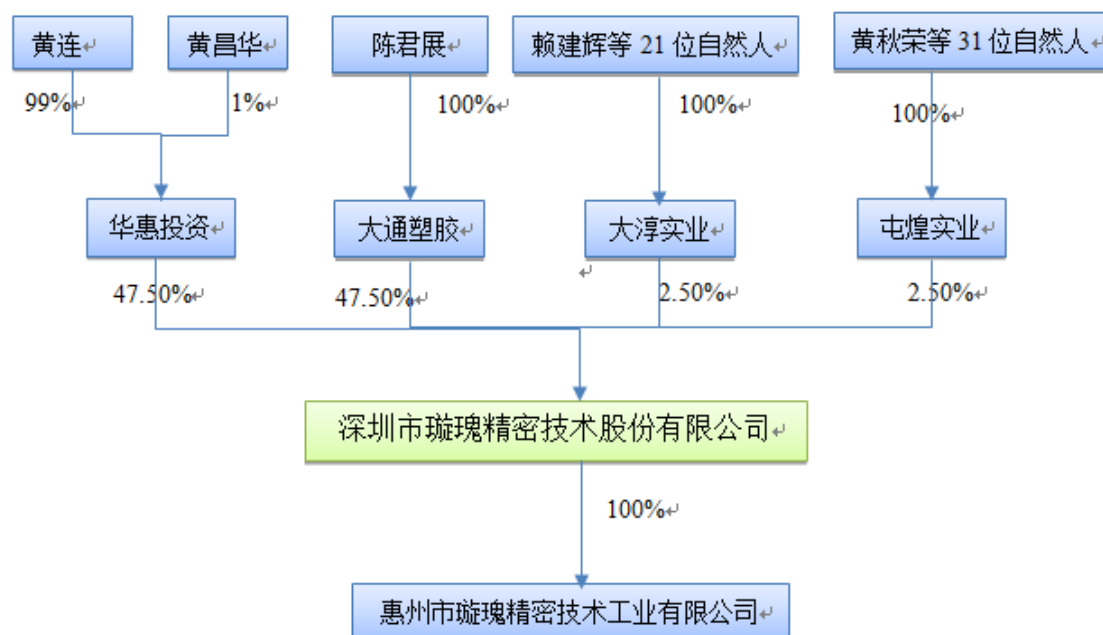 黄连
黄昌华
陈君展
赖建辉等 21 位自然人
黄秋荣等 31 位自然人
99%
1%
100%
100%
100%
华惠投资
大通塑胶
大淳实业
屯煌实业
47.50%
47.50%
2.50%
2.50%
深圳市璇瑰精密技术股份有限公司
100%
惠州市璇瑰精密技术工业有限公司